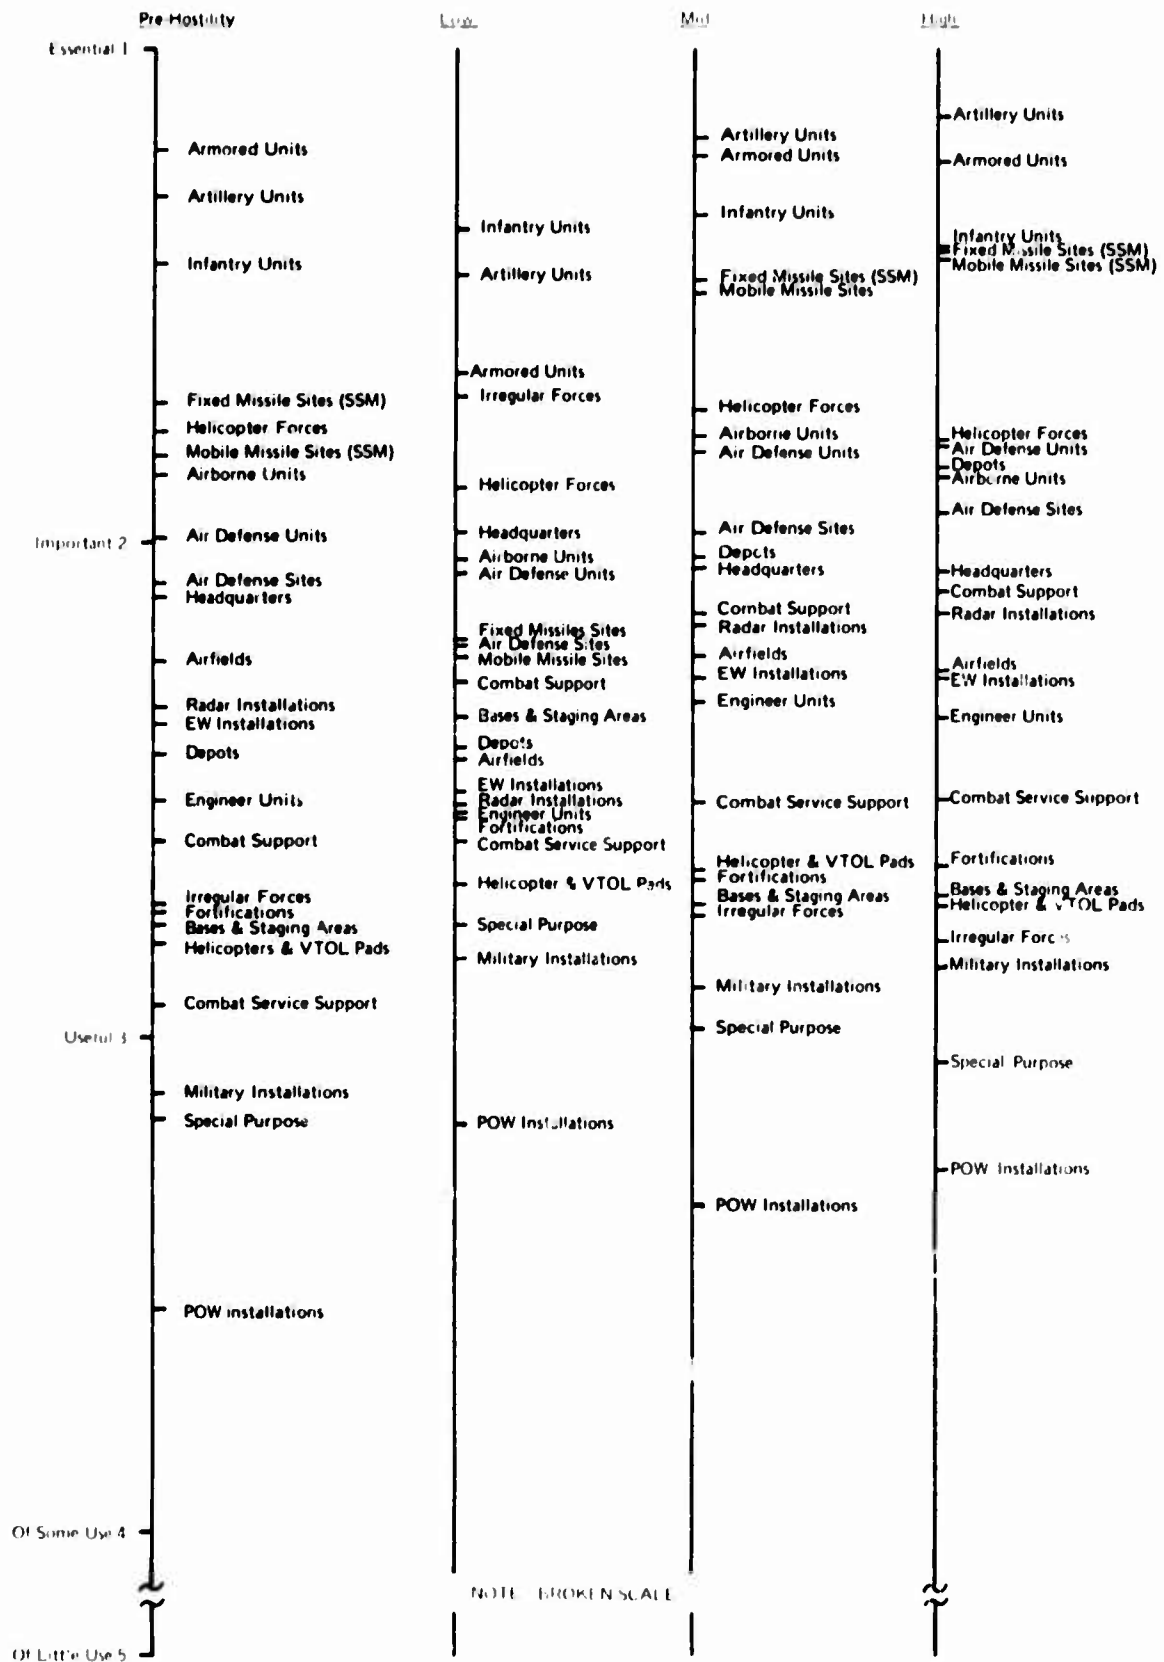 Pre-Hostility
Low
Mid
High
Essential 1
Armored Units
Artillery Units
Infantry Units
Fixed Missile Sites (SSM)
Helicopter Forces
Mobile Missile Sites (SSM)
Airborne Units
Important 2
Air Defense Units
Air Defense Sites
Headquarters
Airfields
Radar Installations
EW Installations
Depots
Engineer Units
Combat Support
Irregular Forces
Fortifications
Bases & Staging Areas
Helicopters & VTOL Pads
Combat Service Support
Useful 3
Military Installations
Special Purpose
POW installations
Of Some Use 4
Of Little Use 5
Infantry Units
Artillery Units
Armored Units
Irregular Forces
Helicopter Forces
Headquarters
Airborne Units
Air Defense Units
Fixed Missiles Sites
Air Defense Sites
Mobile Missile Sites
Combat Support
Bases & Staging Areas
Depots
Airfields
EW Installations
Radar Installations
Engineer Units
Fortifications
Combat Service Support
Helicopter & VTOL Pads
Special Purpose
Military Installations
POW Installations
NOTE BROKEN SCALE
Artillery Units
Armored Units
Infantry Units
Fixed Missile Sites (SSM)
Mobile Missile Sites
Helicopter Forces
Airborne Units
Air Defense Units
Air Defense Sites
Depots
Headquarters
Combat Support
Radar Installations
Airfields
EW Installations
Engineer Units
Combat Service Support
Helicopter & VTOL Pads
Fortifications
Bases & Staging Areas
Irregular Forces
Military Installations
Special Purpose
POW Installations
Artillery Units
Armored Units
Infantry Units
Fixed Missile Sites (SSM)
Mobile Missile Sites (SSM)
Helicopter Forces
Air Defense Units
Depots
Airborne Units
Air Defense Sites
Headquarters
Combat Support
Radar Installations
Airfields
EW Installations
Engineer Units
Combat Service Support
Fortifications
Bases & Staging Areas
Helicopter & VTOL Pads
Irregular Forces
Military Installations
Special Purpose
POW Installations